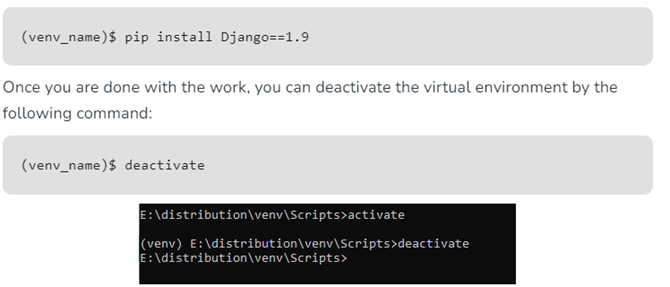 (venv_name)$ pip install Django==1.9
Once you are done with the work, you can deactivate the virtual environment by the
following command:
(venv_name)$ deactivate
E:\distribution\venv\Scripts>activate
(venv) E:\distribution\venv\Scripts>deactivate
E:\distribution\venv\Scripts>